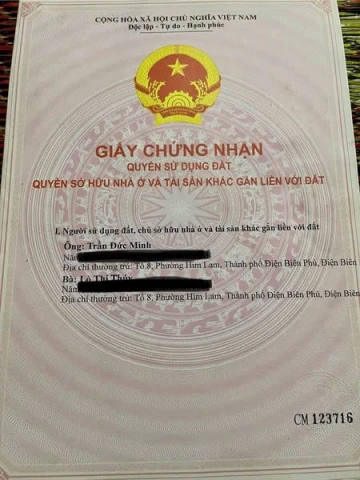 CỘNG HÒA XÃ HỘI CHỦ NGHĨA VIỆT NAM
Độc lập - Tự do - Hạnh phúc
GIẤY CHỨNG NHẬN
QUYỀN SỬ DỤNG ĐẤT
QUYỀN SỞ HỮU NHÀ Ở VÀ TÀI SẢN KHÁC GẮN LIỀN VỚI ĐẤT
I. Người sử dụng đất, chủ sở hữu nhà ở và tài sản khác gắn liền với đất
Ông: Trần Đức Minh
Năm
Địa chỉ thường trú: Tổ 8, Phường Him Lam, Thành phố Điện Biên Phủ, Điện Biên
Bà: Lò Thị Thủy
Năm
Địa chỉ thường trú: Tổ 8, Phường Him Lam, Thành phố Điện Biên Phủ, Điện Biên
CM 123716